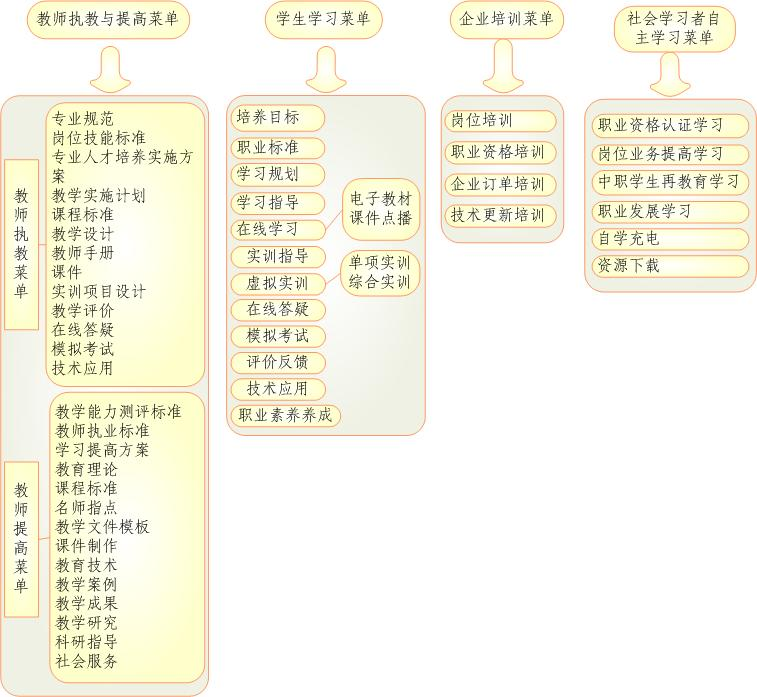 教师执教与提高菜单
教师执教菜单
专业规范
岗位技能标准
专业人才培养实施方
案
教学实施计划
课程标准
教学设计
教师手册
课件
实训项目设计
教学评价
在线答疑
模拟考试
技术应用
教师提高菜单
教学能力测评标准
教师执业标准
学习提高方案
教育理论
课程标准
名师指点
教学文件模板
课件制作
教育技术
教学案例
教学成果
教学研究
科研指导
社会服务
学生学习菜单
培养目标
职业标准
学习规划
学习指导
在线学习
电子教材
课件点播
实训指导
虚拟实训
单项实训
综合实训
在线答疑
模拟考试
评价反馈
技术应用
职业素养养成
企业培训菜单
岗位培训
职业资格培训
企业订单培训
技术更新培训
社会学习者自
主学习菜单
职业资格认证学习
岗位业务提高学习
中职学生再教育学习
职业发展学习
自学充电
资源下载